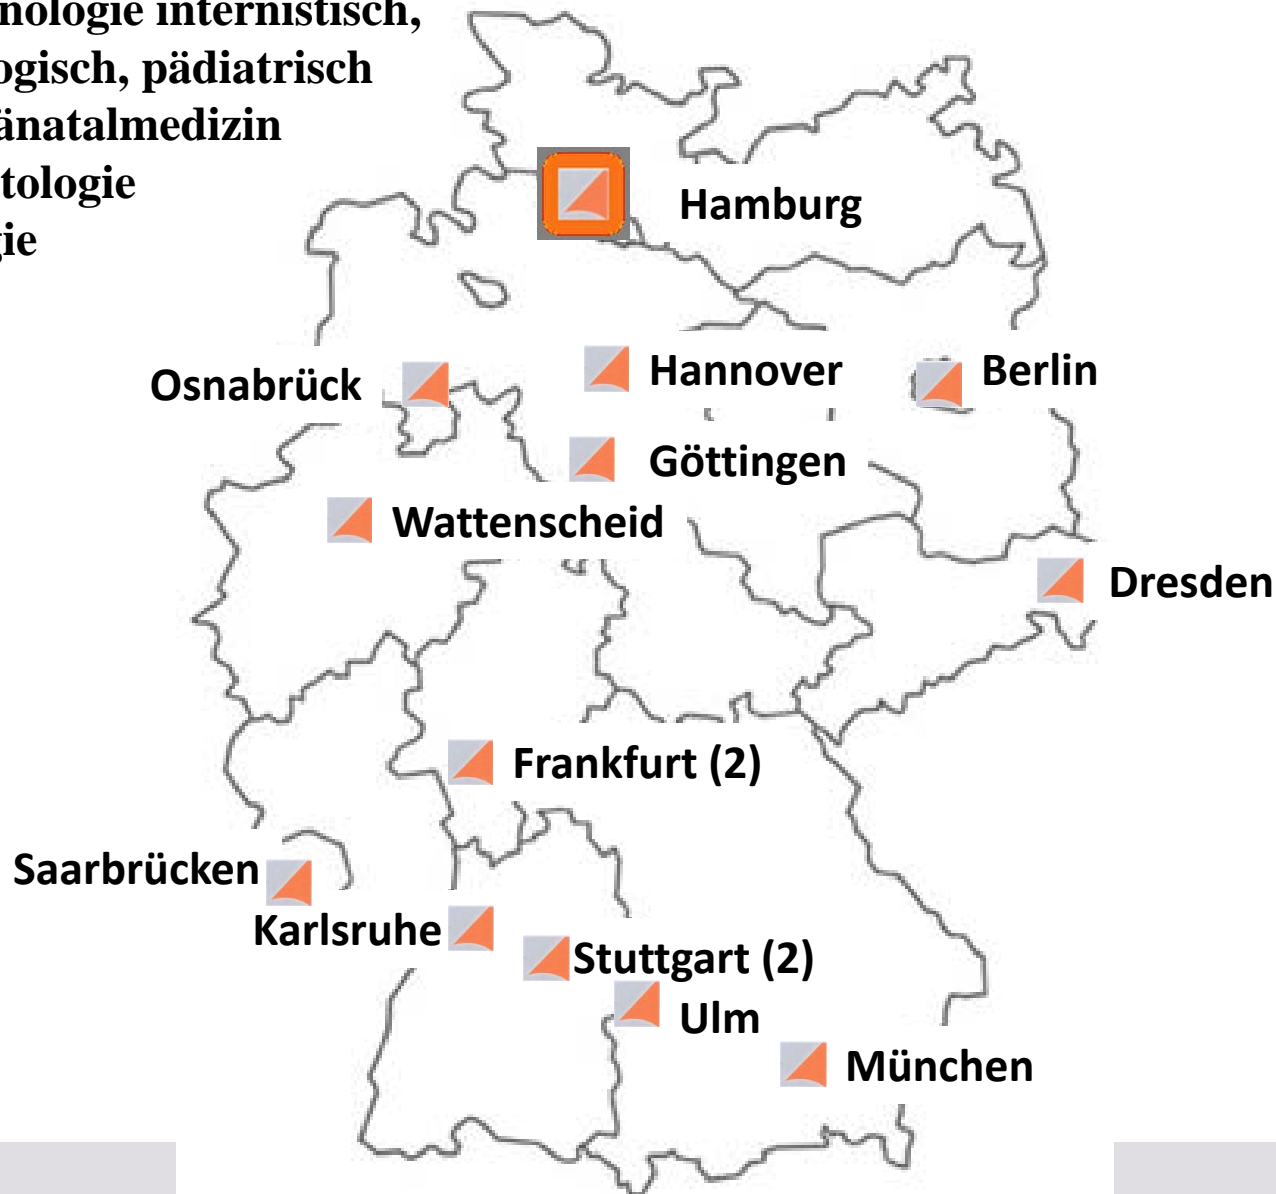 nologie internistisch,
ogisch, pädiatrisch
änatalmedizin
tologie
gie
Hamburg
Osnabrück
Hannover
Berlin
Göttingen
Wattenscheid
Dresden
Frankfurt (2)
Saarbrücken
Karlsruhe
Stuttgart (2)
Ulm
München